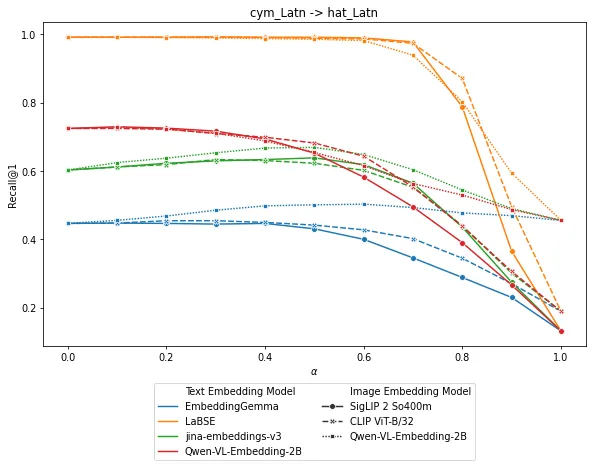 cym_Latn -> hat_Latn
Recall@1
1.0
0.8
0.6
0.4
0.2
0.0 0.2 0.4 0.6 0.8 1.0
α
Text Embedding Model Image Embedding Model
EmbeddingGemma SigLIP 2 So400m
LaBSE CLIP ViT-B/32
jina-embeddings-v3 Qwen-VL-Embedding-2B
Qwen-VL-Embedding-2B